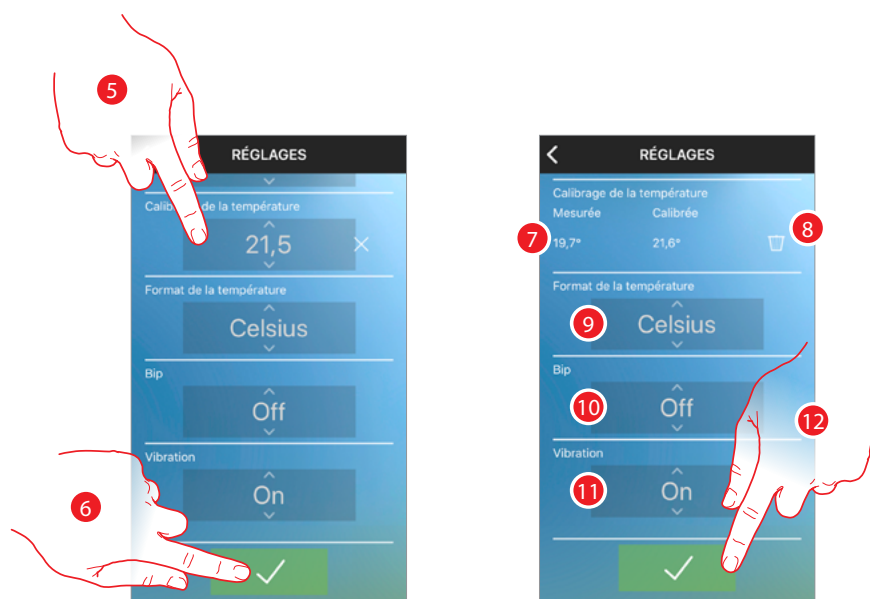 5
RÉGLAGES
Calibrage de la température
21,5
Format de la température
Celsius
Bip
Off
Vibration
On
6
RÉGLAGES
Calibrage de la température
Mesurée Calibrée
7 19,7° 21,6° 8
Format de la température
9 Celsius
Bip
10 Off
12
Vibration
11 On